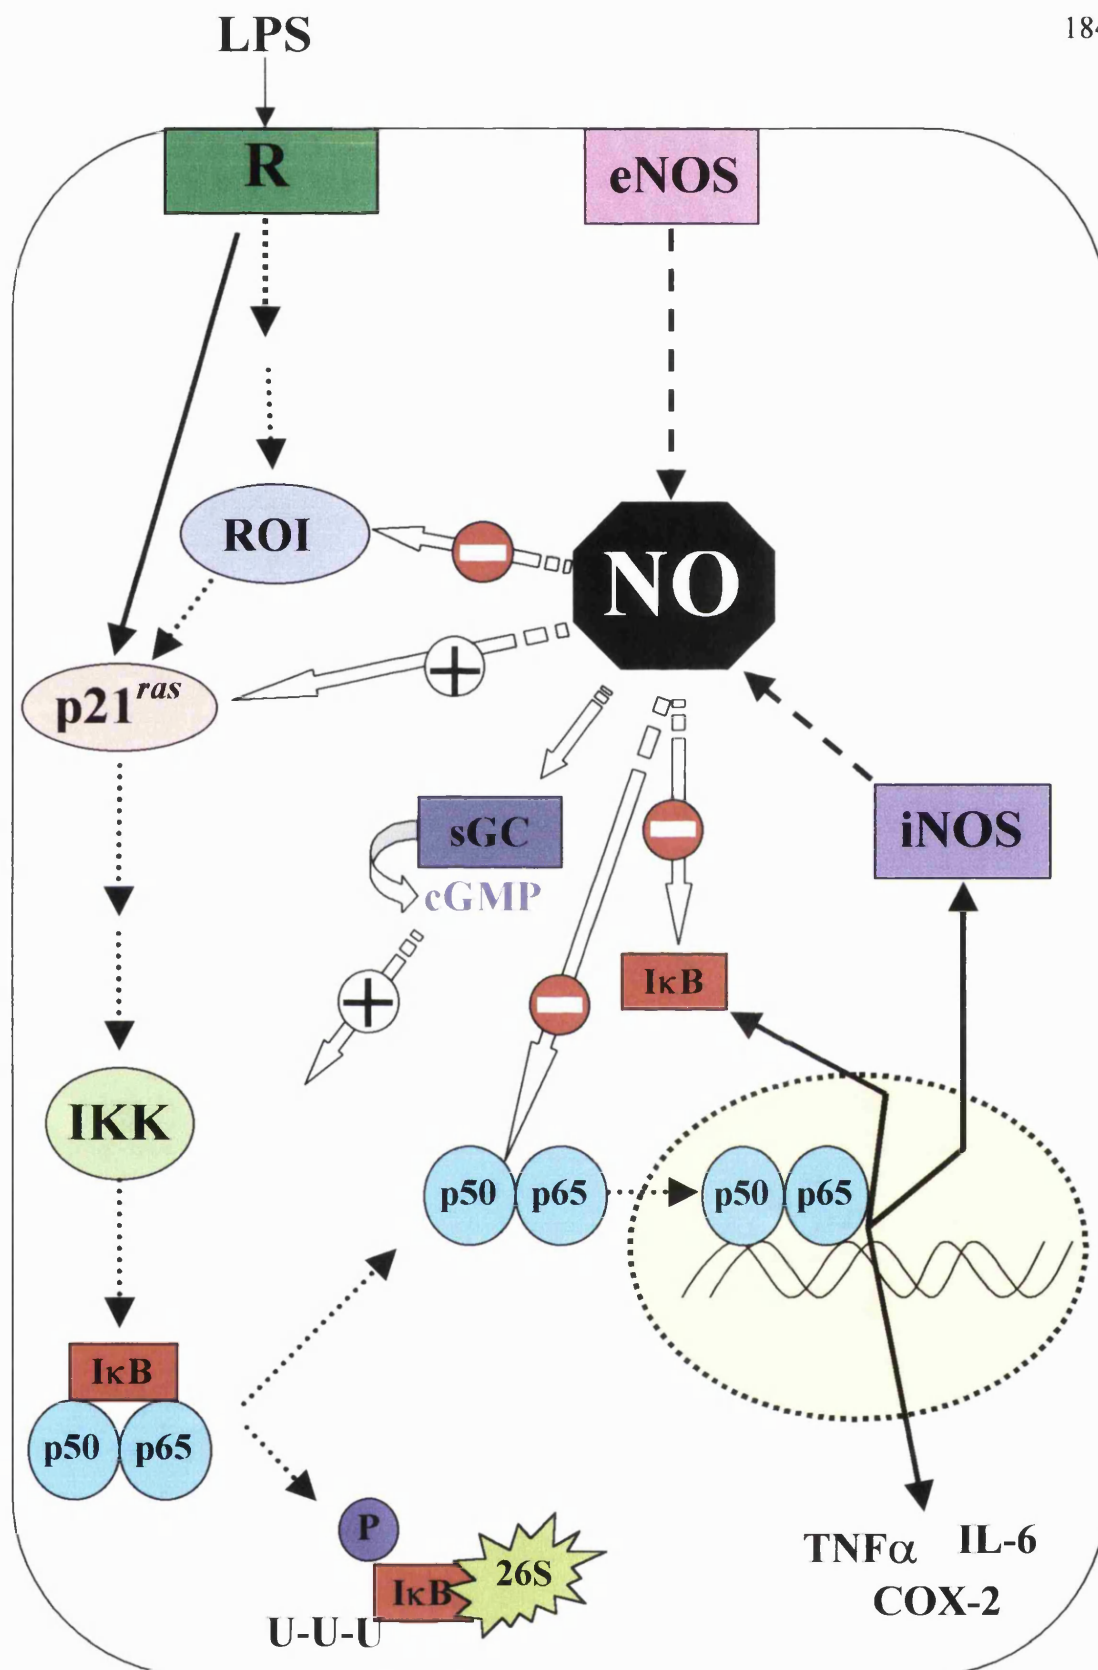 LPS
184
R
eNOS
ROI
NO
p21ras
sGC
cGMP
iNOS
IκB
IKK
p50 p65
p50 p65
IκB
p50 p65
P
IκB
26S
U-U-U
TNFα IL-6
COX-2